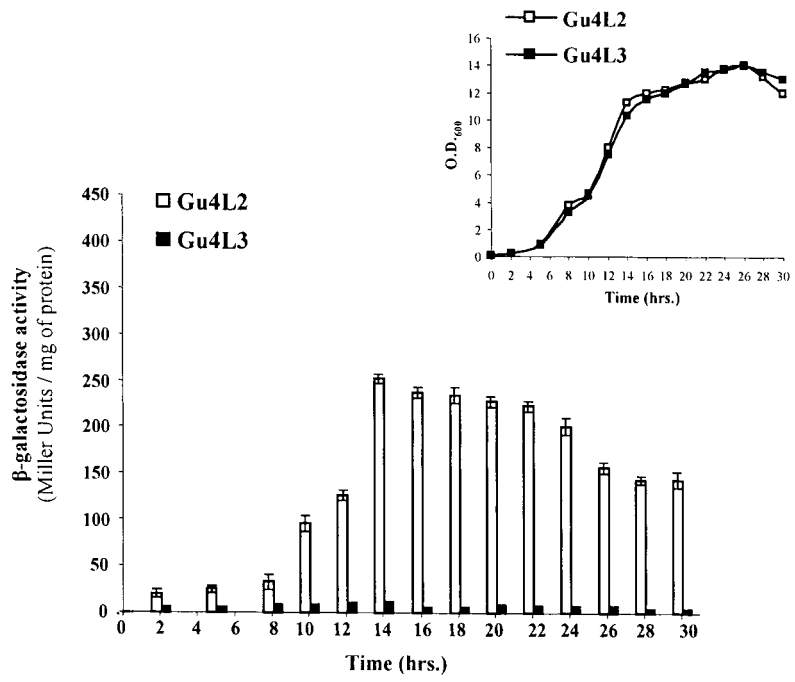 Gu4L2
Gu4L3
16
14
12
10
8
6
4
2
0
O.D.600
0 2 4 6 8 10 12 14 16 18 20 22 24 26 28 30
Time (hrs.)
Gu4L2
Gu4L3
450
400
350
300
250
200
150
100
50
0
β-galactosidase activity
(Miller Units / mg of protein)
0 2 4 6 8 10 12 14 16 18 20 22 24 26 28 30
Time (hrs.)